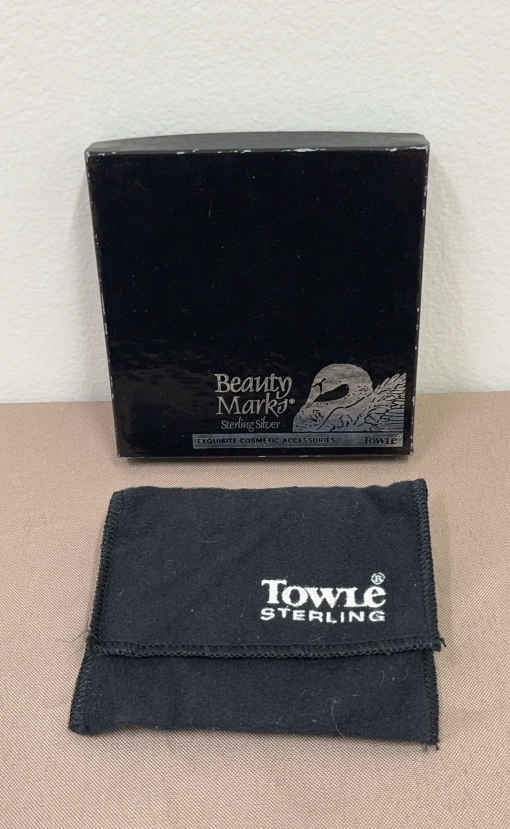 Beauty
Marks®
Sterling Silver
EXQUISITE COSMETIC ACCESSORIES
TOWLE
TOWLE®
STERLING